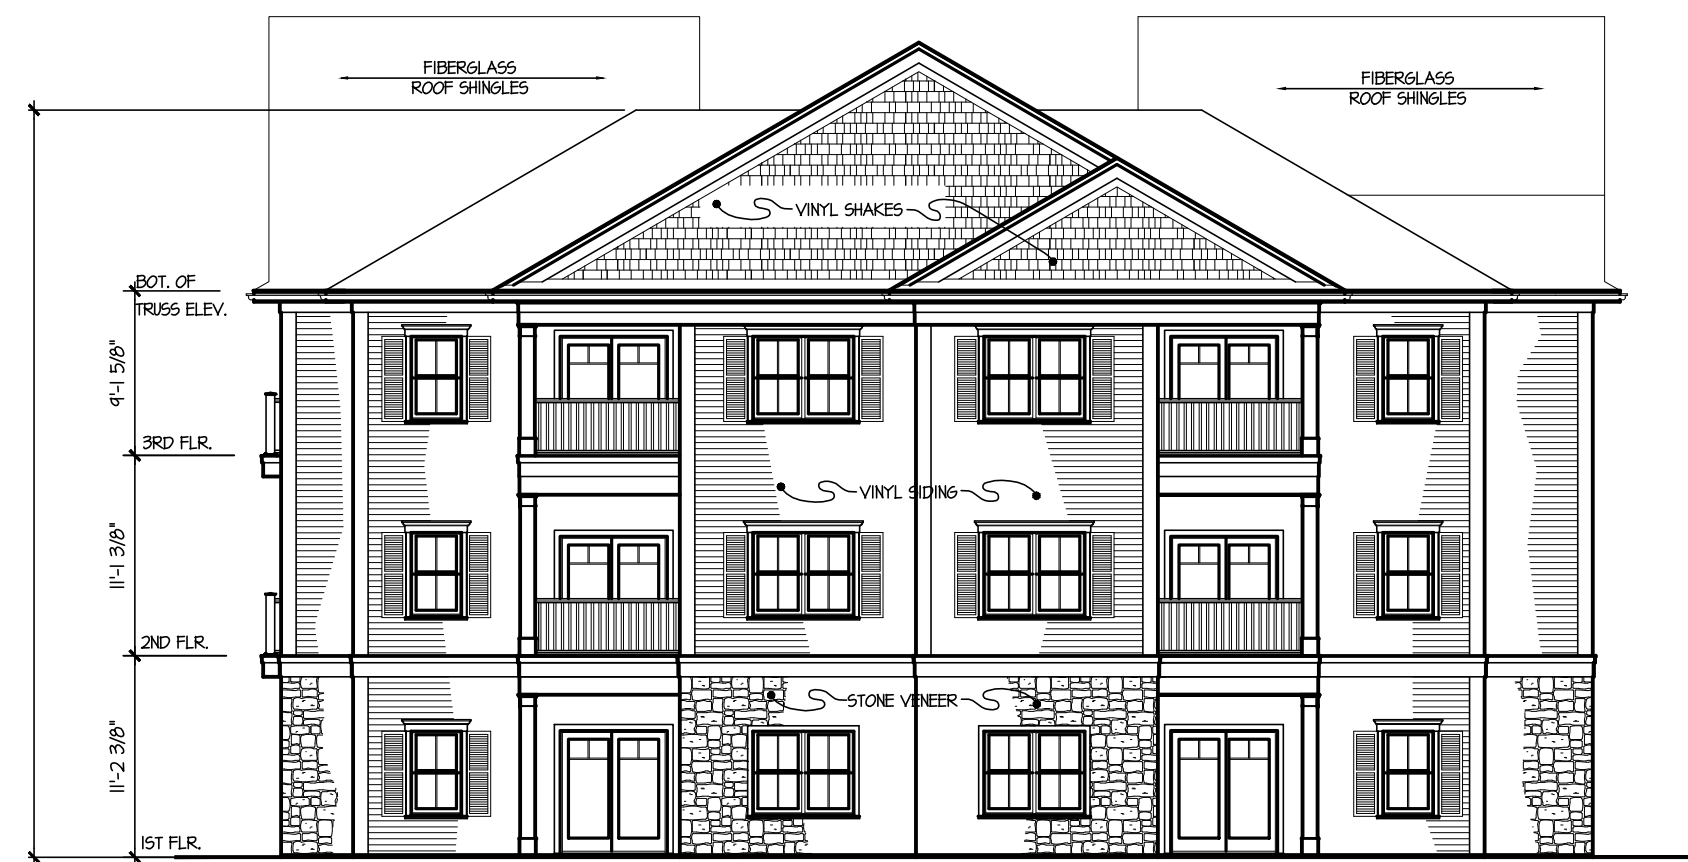 FIBERGLASS
ROOF SHINGLES
FIBERGLASS
ROOF SHINGLES
VINYL SHAKES
BOT. OF
TRUSS ELEV.
9'-1 5/8"
3RD FLR.
VINYL SIDING
11'-1 3/8"
2ND FLR.
STONE VENEER
11'-2 3/8"
1ST FLR.